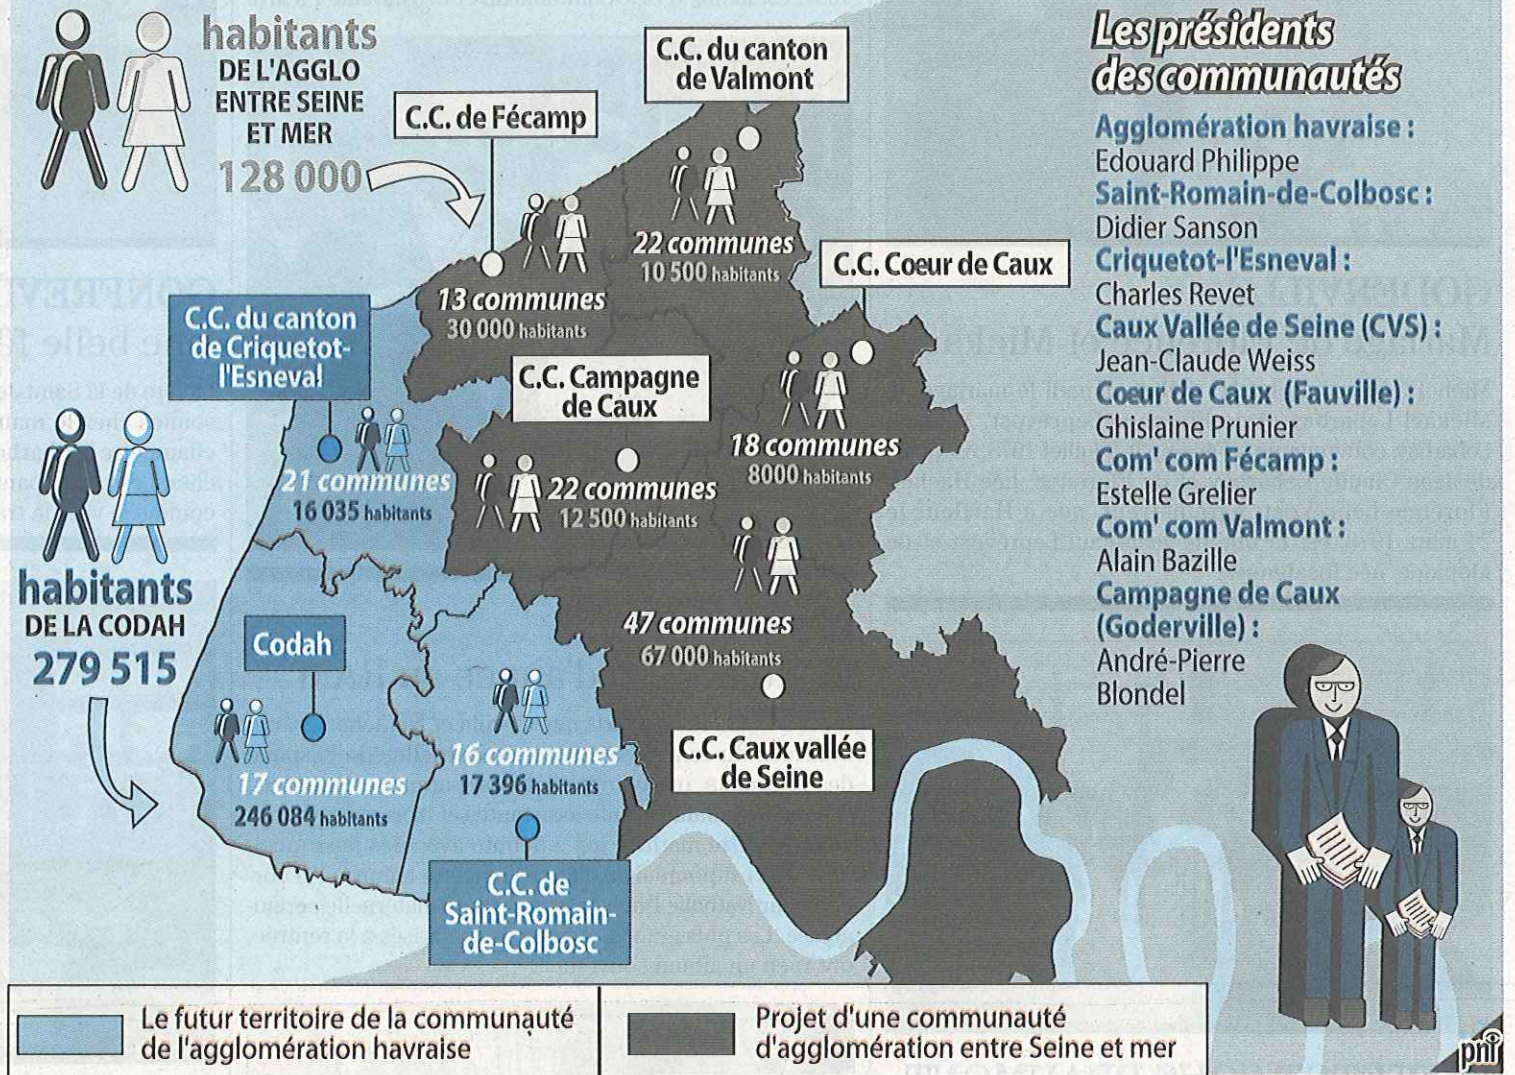 habitants
DE L'AGGLO
ENTRE SEINE
ET MER
128 000
C.C. de Fécamp
C.C. du canton
de Valmont
22 communes
10 500 habitants
13 communes
30 000 habitants
C.C. Coeur de Caux
C.C. du canton
de Criquetot-
l'Esneval
C.C. Campagne
de Caux
18 communes
8000 habitants
21 communes
16 035 habitants
22 communes
12 500 habitants
habitants
DE LA CODAH
279 515
Codah
47 communes
67 000 habitants
16 communes
17 396 habitants
17 communes
246 084 habitants
C.C. Caux vallée
de Seine
C.C. de
Saint-Romain-
de-Colbosc
Les présidents
des communautés
Agglomération havraise :
Edouard Philippe
Saint-Romain-de-Colbosc :
Didier Sanson
Criquetot-l'Esneval :
Charles Revet
Caux Vallée de Seine (CVS) :
Jean-Claude Weiss
Coeur de Caux (Fauville) :
Ghislaine Prunier
Com' com Fécamp :
Estelle Grelier
Com' com Valmont :
Alain Bazille
Campagne de Caux
(Goderville) :
André-Pierre
Blondel
Le futur territoire de la communauté
de l'agglomération havraise
Projet d'une communauté
d'agglomération entre Seine et mer